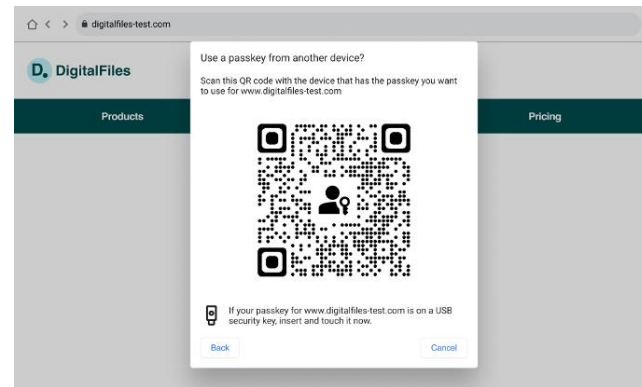 digitalfiles-test.com
D. DigitalFiles
Products
Pricing
Use a passkey from another device?
Scan this QR code with the device that has the passkey you want
to use for www.digitalfiles-test.com
If your passkey for www.digitalfiles-test.com is on a USB
security key, insert and touch it now.
Back
Cancel